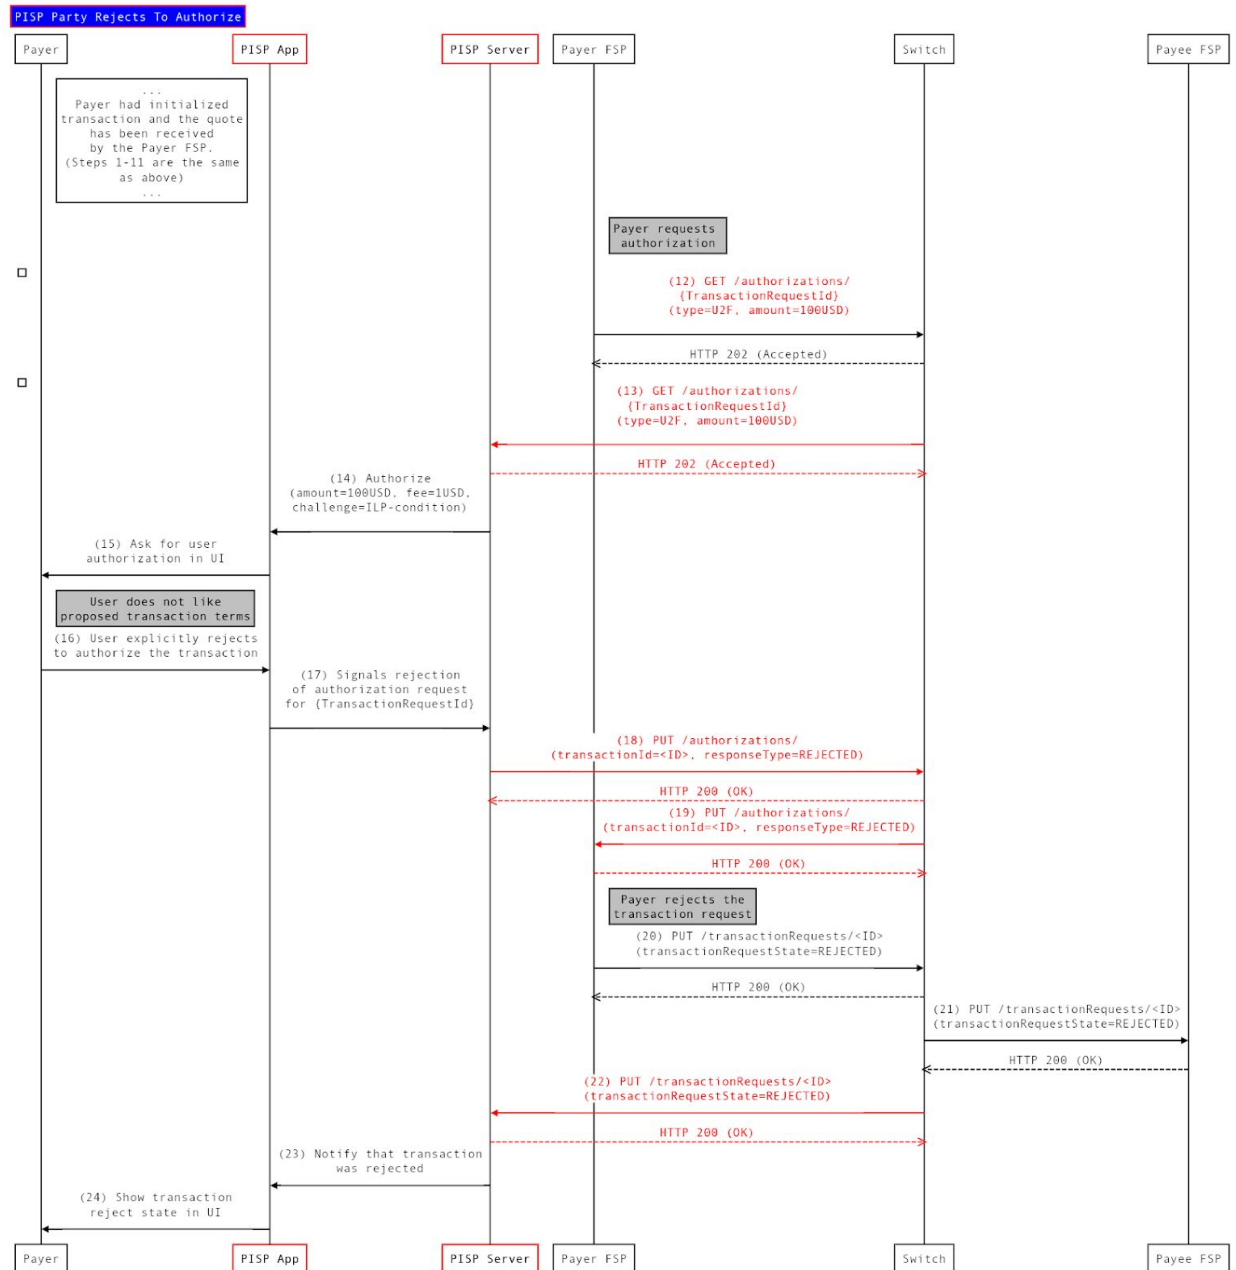 PISP Party Rejects To Authorize
Payer
PISP App
PISP Server
Payer FSP
Switch
Payee FSP
...
Payer had initialized
transaction and the quote
has been received
by the Payer FSP.
(Steps 1-11 are the same
as above)
...
Payer requests
authorization
(12) GET /authorizations/
{TransactionRequestId}
(type=U2F, amount=100USD)
HTTP 202 (Accepted)
(13) GET /authorizations/
{TransactionRequestId}
(type=U2F, amount=100USD)
HTTP 202 (Accepted)
(14) Authorize
(amount=100USD, fee=1USD,
challenge=ILP-condition)
(15) Ask for user
authorization in UI
User does not like
proposed transaction terms
(16) User explicitly rejects
to authorize the transaction
(17) Signals rejection
of authorization request
for {TransactionRequestId}
(18) PUT /authorizations/
(transactionId=<ID>, responseType=REJECTED)
HTTP 200 (OK)
(19) PUT /authorizations/
(transactionId=<ID>, responseType=REJECTED)
HTTP 200 (OK)
Payer rejects the
transaction request
(20) PUT /transactionRequests/<ID>
(transactionRequestState=REJECTED)
HTTP 200 (OK)
(21) PUT /transactionRequests/<ID>
(transactionRequestState=REJECTED)
HTTP 200 (OK)
(22) PUT /transactionRequests/<ID>
(transactionRequestState=REJECTED)
HTTP 200 (OK)
(23) Notify that transaction
was rejected
(24) Show transaction
reject state in UI
Payer
PISP App
PISP Server
Payer FSP
Switch
Payee FSP